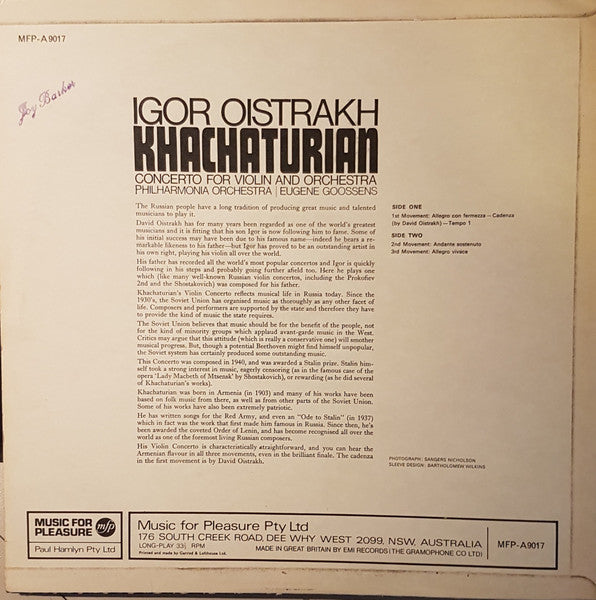 MFP-A9017
Joy Barker
IGOR OISTRAKH
KHACHATURIAN
CONCERTO FOR VIOLIN AND ORCHESTRA
PHILHARMONIA ORCHESTRA | EUGENE GOOSSENS
The Russian people have a long tradition of producing great music and talented
musicians to play it.
David Oistrakh has for many years been regarded as one of the world's greatest
musicians and it is fitting that his son Igor is now following him to fame. Some of
his initial success may have been due to his famous name—indeed he bears a re-
markable likeness to his father—but Igor has proved to be an outstanding artist in
his own right, playing his violin all over the world.
His father has recorded all the world's most popular concertos and Igor is quickly
following in his steps and probably going further afield too. Here he plays one
which (like many well-known Russian violin concertos, including the Prokofiev
2nd and the Shostakovich) was composed for his father.
Khachaturian's Violin Concerto reflects musical life in Russia today. Since the
1930's, the Soviet Union has organised music as thoroughly as any other facet of
life. Composers and performers are supported by the state and therefore they have
to provide the kind of music the state requires.
The Soviet Union believes that music should be for the benefit of the people, not
for the kind of minority groups which applaud avant-garde music in the West.
Critics may argue that this attitude (which is really a conservative one) will smother
musical progress. But, though a potential Beethoven might find himself unpopular,
the Soviet system has certainly produced some outstanding music.
This Concerto was composed in 1940, and was awarded a Stalin prize. Stalin him-
self took a strong interest in music, eagerly censoring (as in the famous case of the
opera 'Lady Macbeth of Mtsensk' by Shostakovich), or rewarding (as he did several
of Khachaturian's works).
Khachaturian was born in Armenia (in 1903) and many of his works have been
based on folk music from there, as well as from other parts of the Soviet Union.
Some of his works have also been extremely patriotic.
He has written songs for the Red Army, and even an "Ode to Stalin" (in 1937)
which in fact was the work that first made him famous in Russia. Since then, he's
been awarded the coveted Order of Lenin, and has become recognised all over the
world as one of the foremost living Russian composers.
His Violin Concerto is characteristically straightforward, and you can hear the
Armenian flavour in all three movements, even in the brilliant finale. The cadenza
in the first movement is by David Oistrakh.
SIDE ONE
1st Movement: Allegro con fermezza — Cadenza
(by David Oistrakh) — Tempo 1
SIDE TWO
2nd Movement: Andante sostenuto
3rd Movement: Allegro vivace
PHOTOGRAPH : SANGERS NICHOLSON
SLEEVE DESIGN : BARTHOLOMEW WILKINS
MUSIC FOR
PLEASURE
mfp
Paul Hamlyn Pty Ltd
Music for Pleasure Pty Ltd
176 SOUTH CREEK ROAD, DEE WHY WEST 2099, NSW, AUSTRALIA
LONG-PLAY 33⅓ RPM
MADE IN GREAT BRITAIN BY EMI RECORDS (THE GRAMOPHONE CO LTD)
Printed and made by Garrod & Lofthouse Ltd.
MFP-A9017